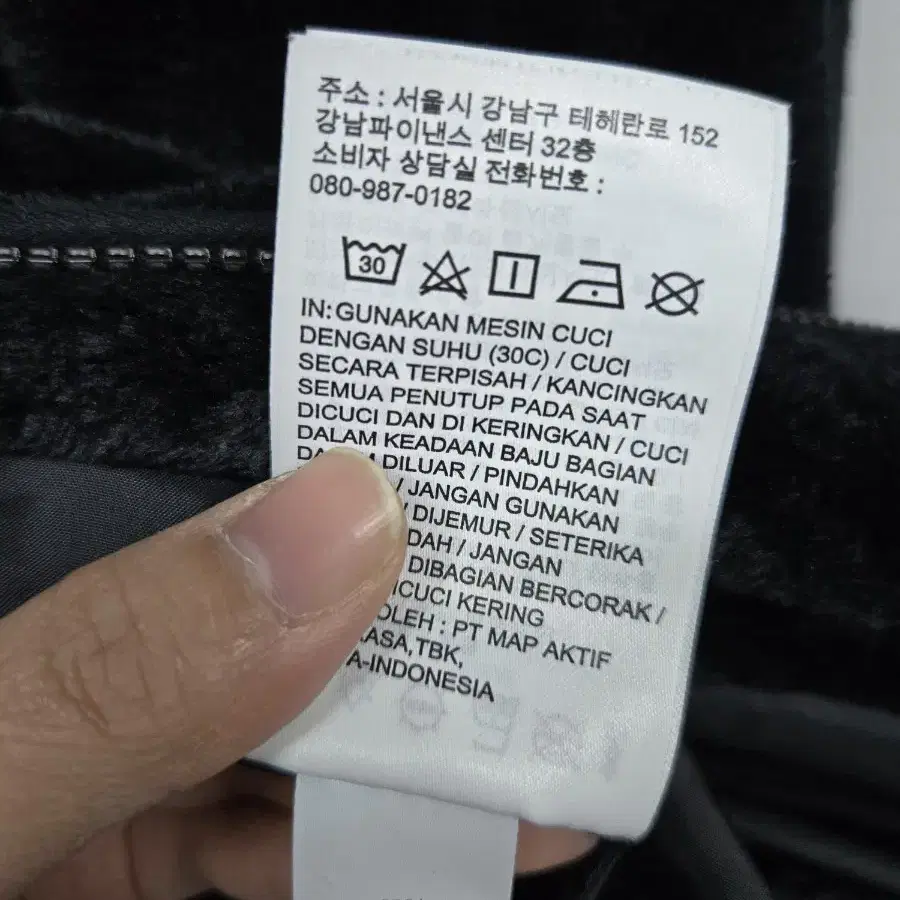 주소 : 서울시 강남구 테헤란로 152
강남파이낸스 센터 32층
소비자 상담실 전화번호 :
080-987-0182
30
IN: GUNAKAN MESIN CUCI
DENGAN SUHU (30C) / CUCI
SECARA TERPISAH / KANCINGKAN
SEMUA PENUTUP PADA SAAT
DICUCI DAN DI KERINGKAN / CUCI
DALAM KEADAAN BAJU BAGIAN
DILUAR / PINDAHKAN
/ JANGAN GUNAKAN
/ DIJEMUR / SETERIKA
/ JANGAN
DIBAGIAN BERCORAK /
KERING
OLEH : PT MAP AKTIF
TBK,
-INDONESIA